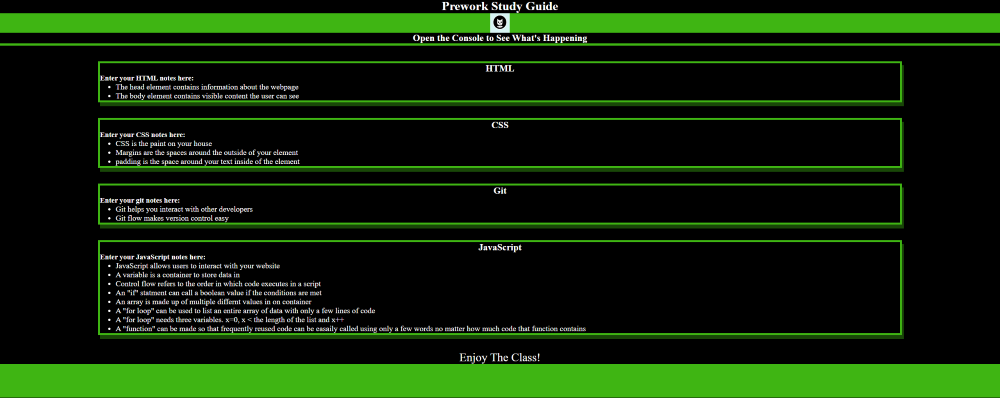 Prework Study Guide
Open the Console to See What's Happening
HTML
Enter your HTML notes here:
The head element contains information about the webpage
The body element contains visible content the user can see
CSS
Enter your CSS notes here:
CSS is the paint on your house
Margins are the spaces around the outside of your element
padding is the space around your text inside of the element
Git
Enter your git notes here:
Git helps you interact with other developers
Git flow makes version control easy
JavaScript
Enter your JavaScript notes here:
JavaScript allows users to interact with your website
A variable is a container to store data in
Control flow refers to the order in which code executes in a script
An "if" statment can call a boolean value if the conditions are met
An array is made up of multiple differnt values in on container
A "for loop" can be used to list an entire array of data with only a few lines of code
A "for loop" needs three variables. x=0, x < the length of the list and x++
A "function" can be made so that frequently reused code can be easaily called using only a few words no matter how much code that function contains
Enjoy The Class!